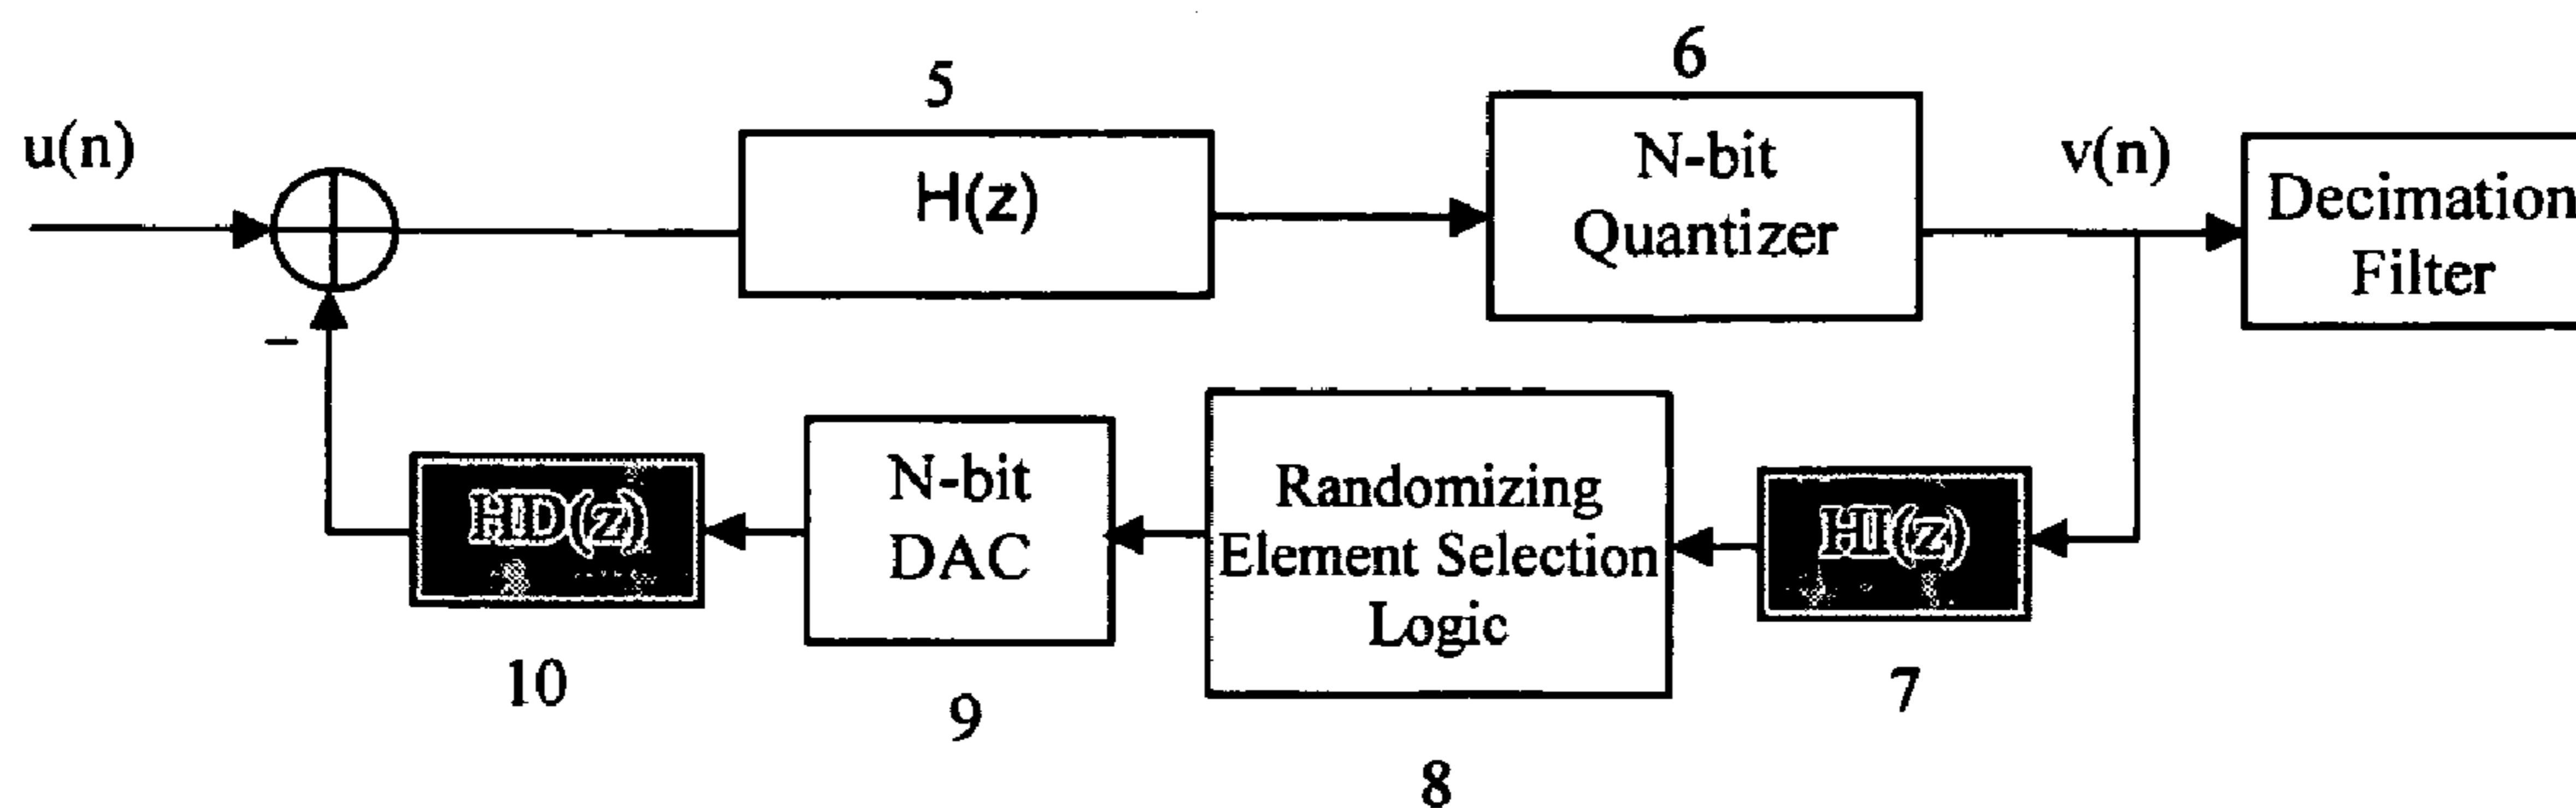 5
6
u(n)
H(z)
N-bit
Quantizer
v(n)
Decimation
Filter
−
HD(z)
N-bit
DAC
Randomizing
Element Selection
Logic
HI(z)
10
9
8
7